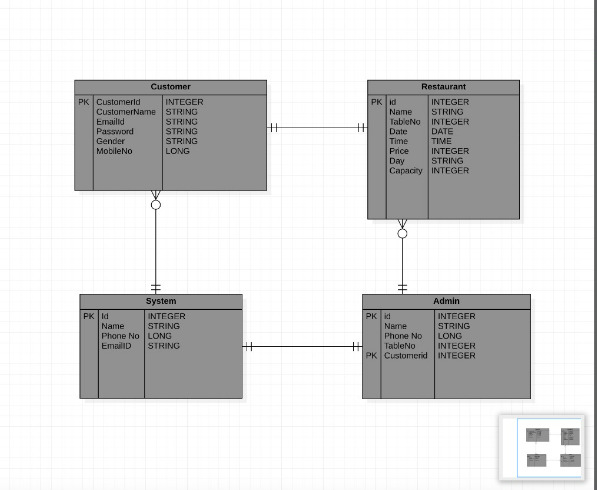 Customer
PK CustomerId INTEGER
CustomerName STRING
EmailId STRING
Password STRING
Gender STRING
MobileNo LONG
Restaurant
PK id INTEGER
Name STRING
TableNo INTEGER
Date DATE
Time TIME
Price INTEGER
Day STRING
Capacity INTEGER
System
PK Id INTEGER
Name STRING
Phone No LONG
EmailID STRING
Admin
PK id INTEGER
Name STRING
Phone No LONG
TableNo INTEGER
PK Customerid INTEGER